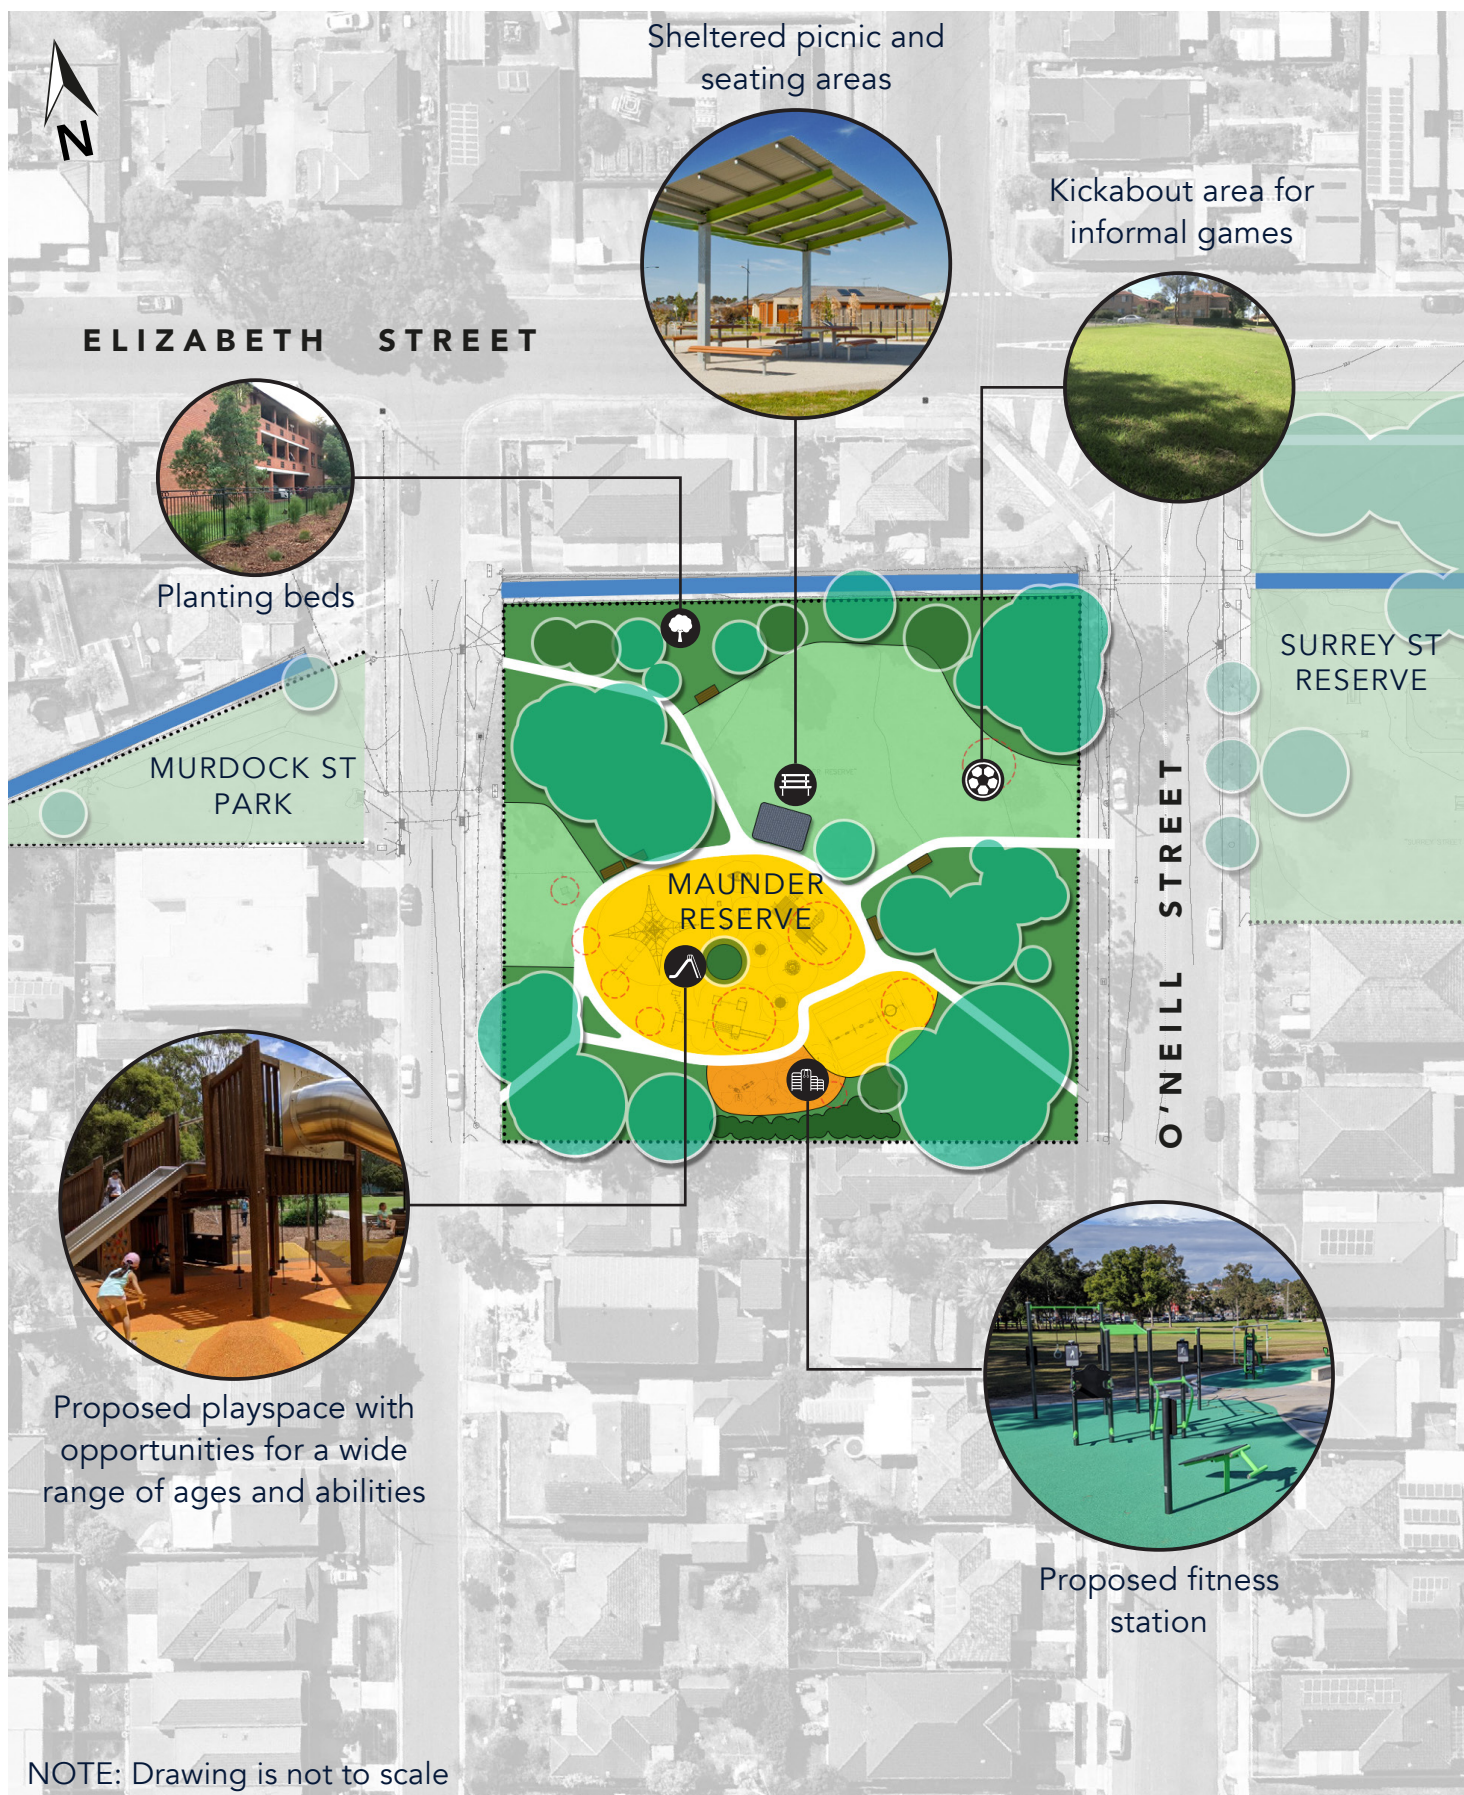 Sheltered picnic and
seating areas
N
Kickabout area for
informal games
ELIZABETH STREET
Planting beds
SURREY ST
RESERVE
MURDOCK ST
PARK
O'NEILL STREET
MAUNDER
RESERVE
Proposed playspace with
opportunities for a wide
range of ages and abilities
Proposed fitness
station
NOTE: Drawing is not to scale